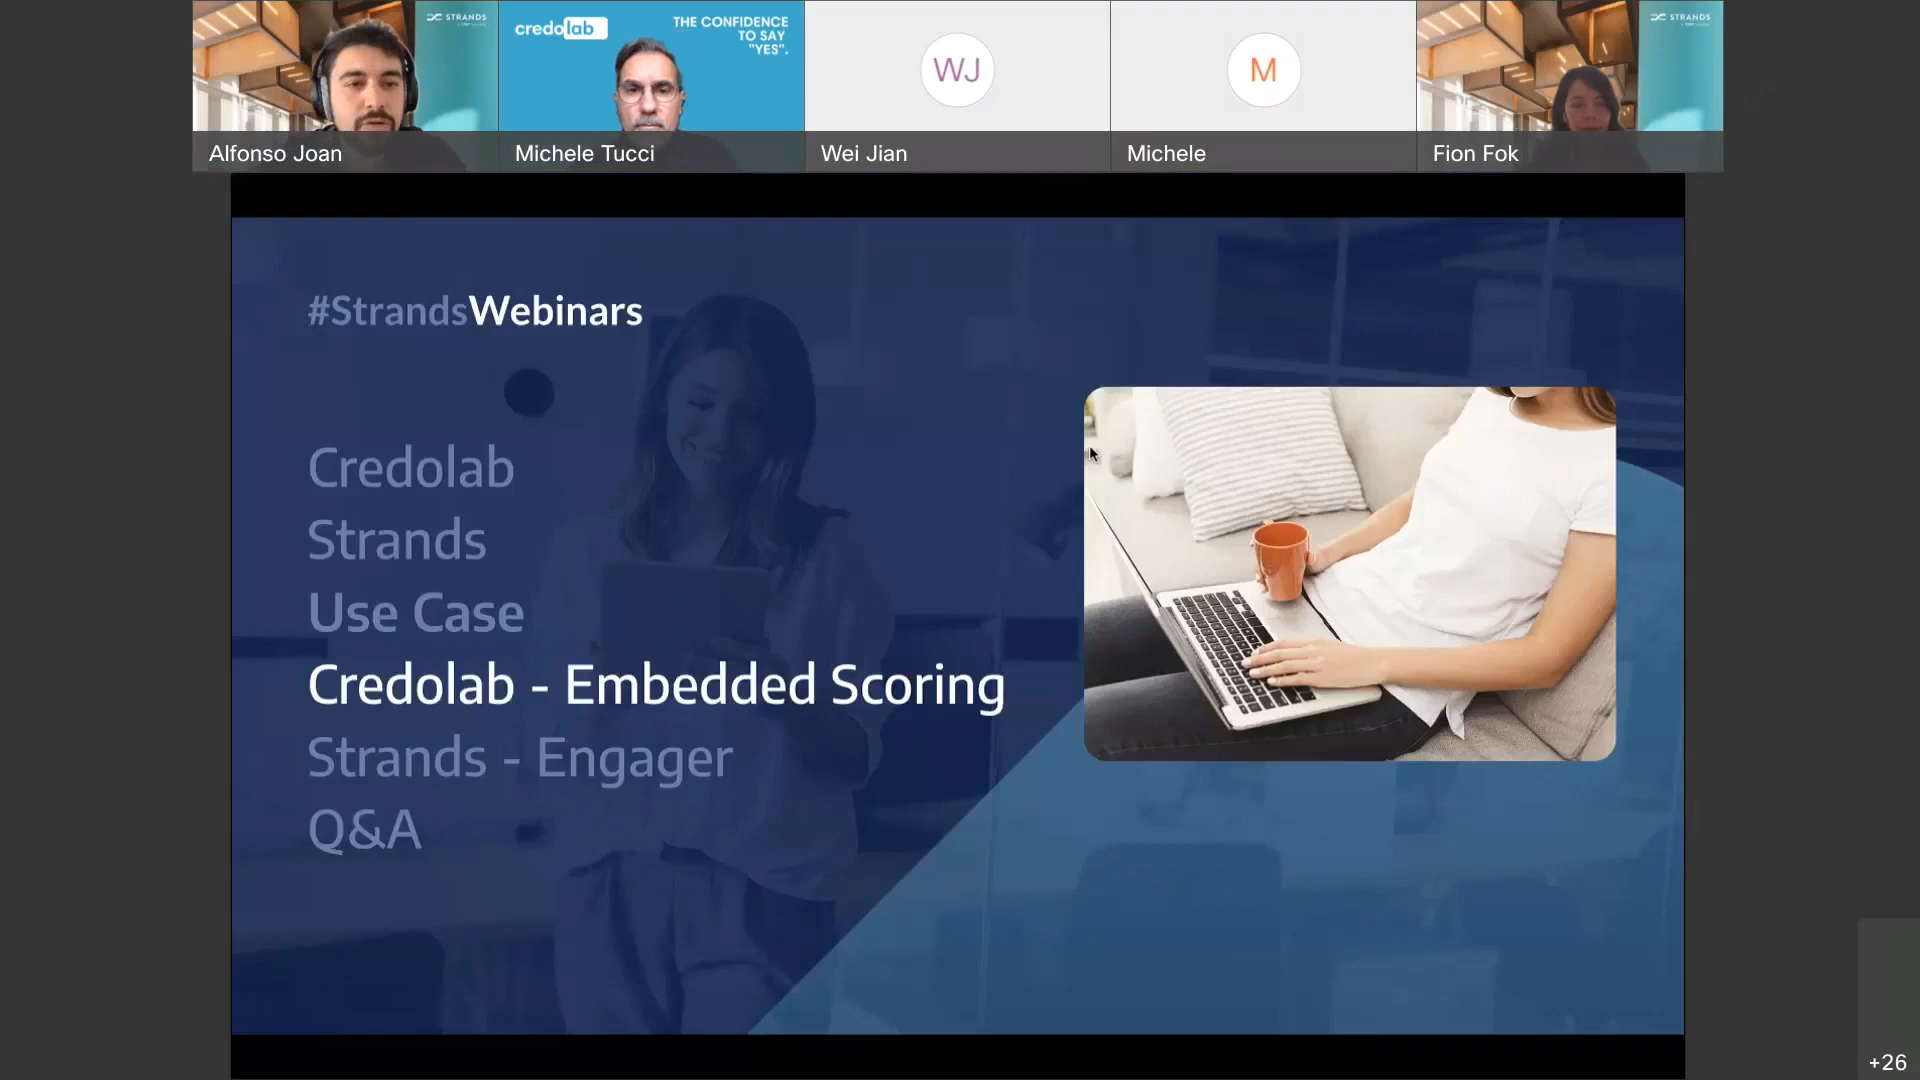 STRANDS
credolab
THE CONFIDENCE
TO SAY
"YES".
WJ
M
STRANDS
Alfonso Joan
Michele Tucci
Wei Jian
Michele
Fion Fok
#StrandsWebinars
Credolab
Strands
Use Case
Credolab - Embedded Scoring
Strands - Engager
Q&A
+26